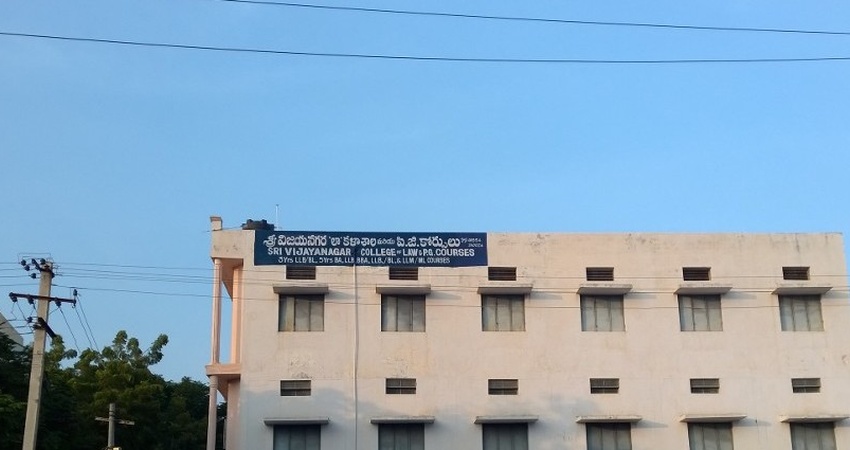 శ్రీ విజయనగర 'లా' కళాశాల మరియు పి.జి.కోర్సులు
SRI VIJAYANAGAR COLLEGE OF LAW & P.G. COURSES
3Yrs LLB/BL., 5Yrs BA, LLB, BBA, LLB., / BL. & LLM / ML COURSES